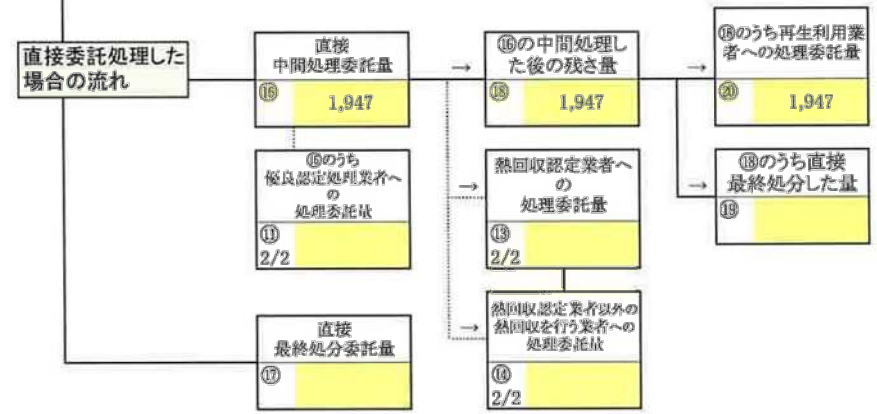 直接委託処理した
場合の流れ
直接
中間処理委託量
⑯
1,947
→
⑯の中間処理し
た後の残さ量
⑱
1,947
→
⑱のうち再生利用業
者への処理委託量
⑳
1,947
⑯のうち
優良認定処理業者へ
の
処理委託量
⑪
2/2
→
熱回収認定業者へ
の
処理委託量
⑬
2/2
→
⑱のうち直接
最終処分した量
⑲
直接
最終処分委託量
⑰
→
熱回収認定業者以外の
熱回収を行う業者への
処理委託量
⑭
2/2